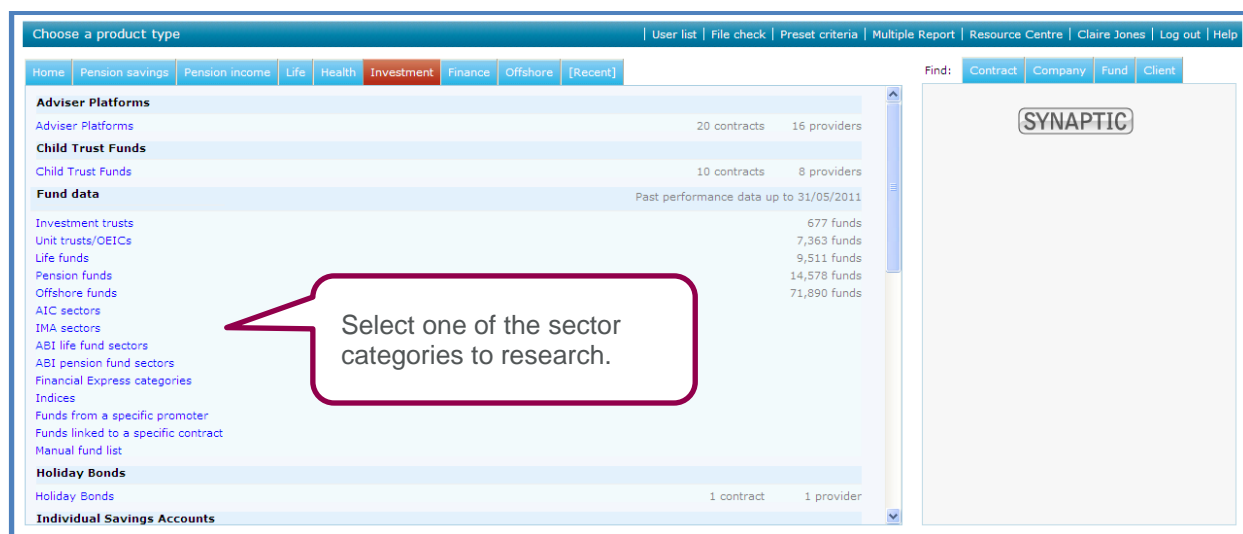 Choose a product type | User list | File check | Preset criteria | Multiple Report | Resource Centre | Claire Jones | Log out | Help
Home Pension savings Pension income Life Health Investment Finance Offshore [Recent] Find: Contract Company Fund Client
SYNAPTIC
Adviser Platforms
Adviser Platforms 20 contracts 16 providers
Child Trust Funds
Child Trust Funds 10 contracts 8 providers
Fund data Past performance data up to 31/05/2011
Investment trusts 677 funds
Unit trusts/OEICs 7,363 funds
Life funds 9,511 funds
Pension funds 14,578 funds
Offshore funds 71,890 funds
AIC sectors
IMA sectors
ABI life fund sectors
ABI pension fund sectors
Financial Express categories
Indices
Funds from a specific promoter
Funds linked to a specific contract
Manual fund list
Select one of the sector
categories to research.
Holiday Bonds
Holiday Bonds 1 contract 1 provider
Individual Savings Accounts